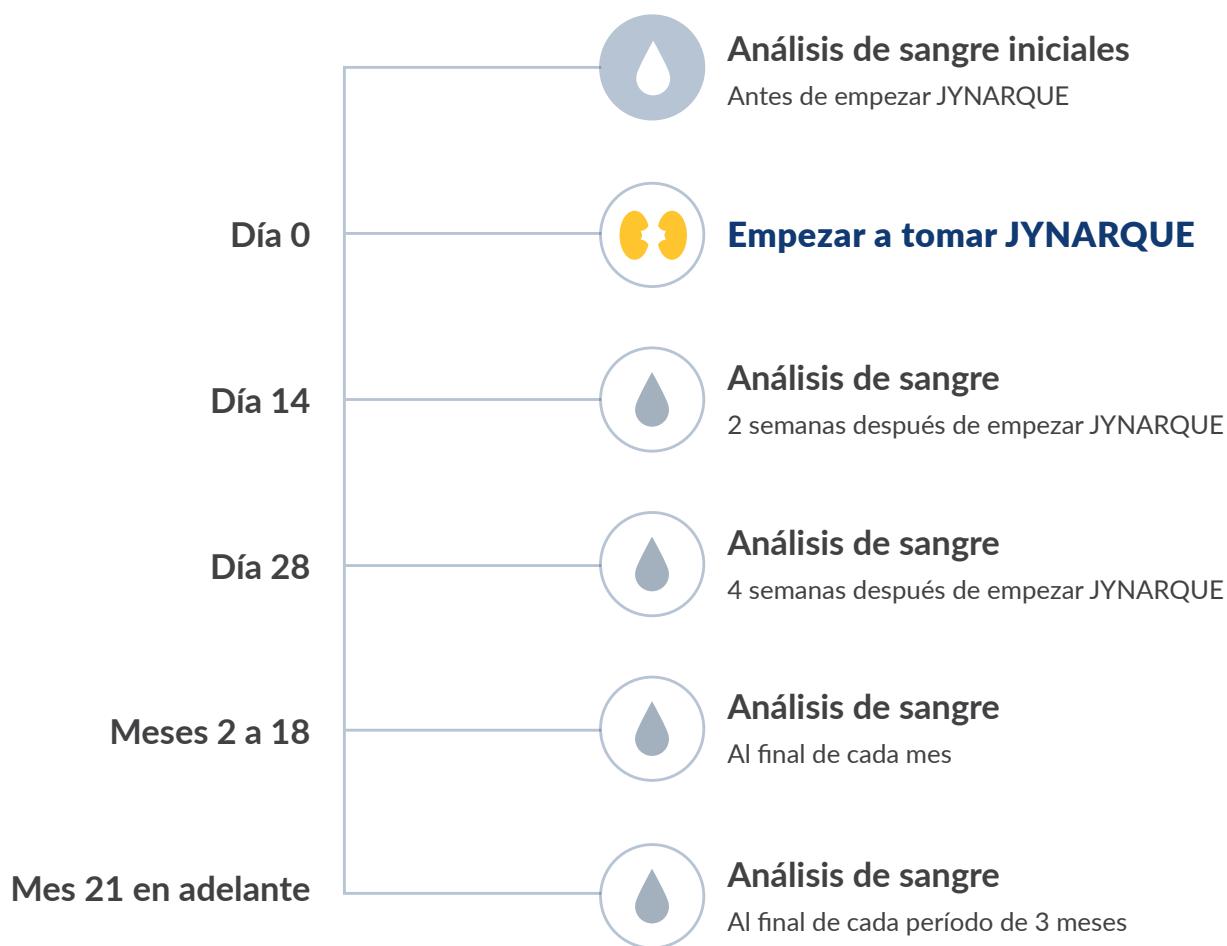 Análisis de sangre iniciales
Antes de empezar JYNARQUE
Día 0
Empezar a tomar JYNARQUE
Día 14
Análisis de sangre
2 semanas después de empezar JYNARQUE
Día 28
Análisis de sangre
4 semanas después de empezar JYNARQUE
Meses 2 a 18
Análisis de sangre
Al final de cada mes
Mes 21 en adelante
Análisis de sangre
Al final de cada período de 3 meses